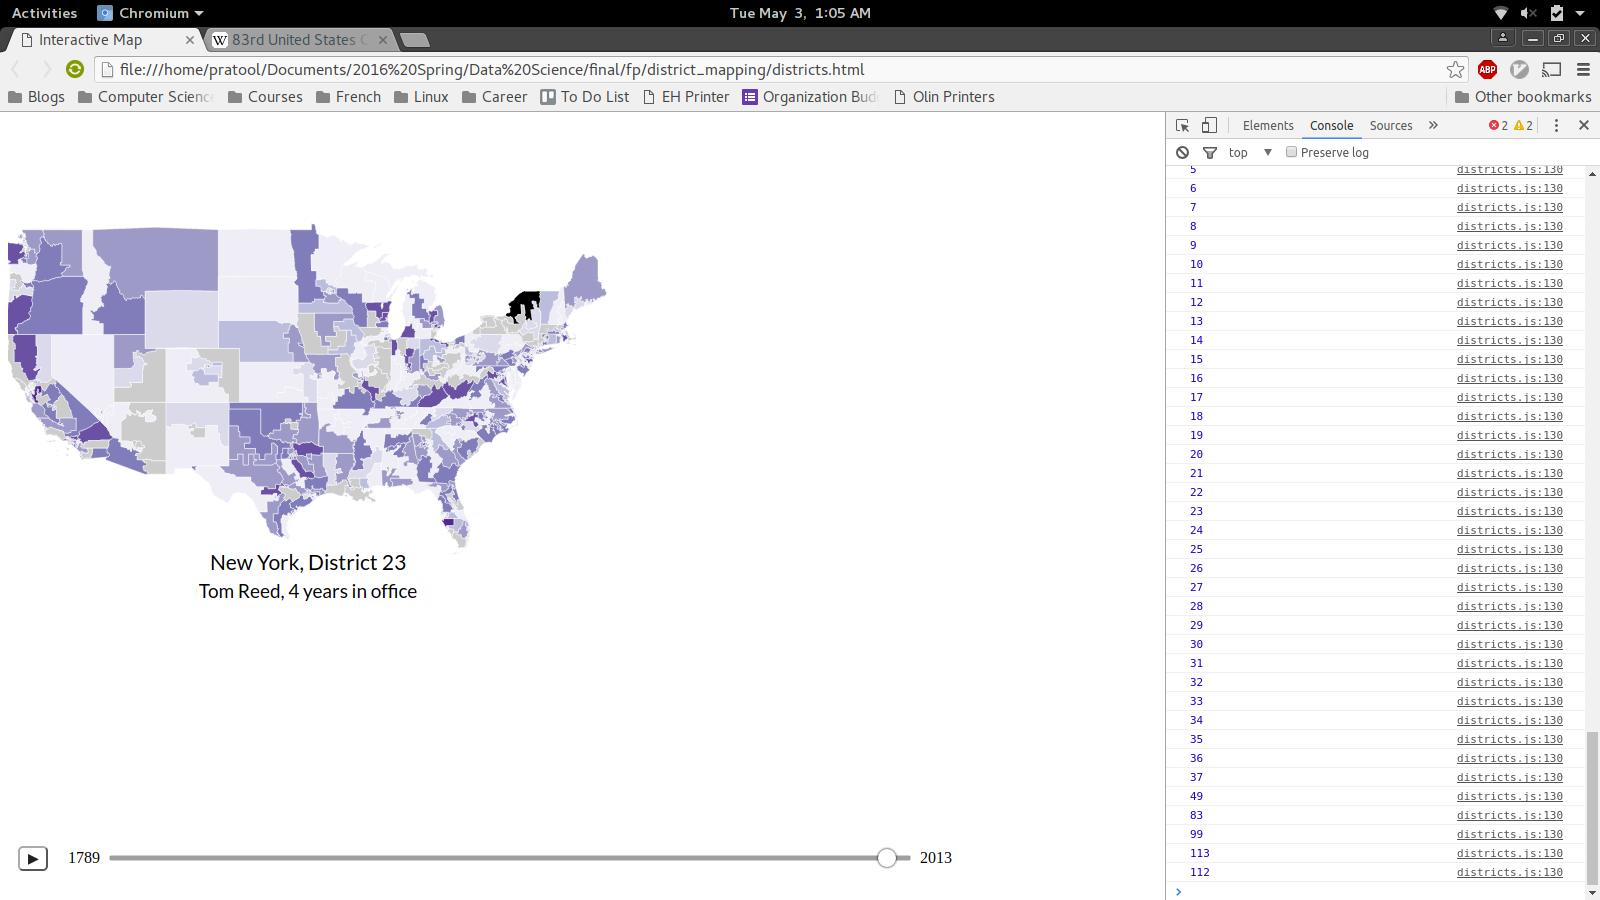 Activities Chromium Tue May 3, 1:05 AM
Interactive Map W 83rd United States C
file:///home/pratool/Documents/2016%20Spring/Data%20Science/final/fp/district_mapping/districts.html ABP
Blogs Computer Science Courses French Linux Career To Do List EH Printer Organization Bud Olin Printers Other bookmarks
Elements Console Sources » 2 2
top Preserve log
5 districts.js:130
6 districts.js:130
7 districts.js:130
8 districts.js:130
9 districts.js:130
10 districts.js:130
11 districts.js:130
12 districts.js:130
13 districts.js:130
14 districts.js:130
15 districts.js:130
16 districts.js:130
17 districts.js:130
18 districts.js:130
19 districts.js:130
20 districts.js:130
21 districts.js:130
22 districts.js:130
23 districts.js:130
24 districts.js:130
25 districts.js:130
26 districts.js:130
27 districts.js:130
28 districts.js:130
29 districts.js:130
30 districts.js:130
31 districts.js:130
32 districts.js:130
33 districts.js:130
34 districts.js:130
35 districts.js:130
36 districts.js:130
37 districts.js:130
49 districts.js:130
83 districts.js:130
99 districts.js:130
113 districts.js:130
112 districts.js:130
New York, District 23
Tom Reed, 4 years in office
1789 2013